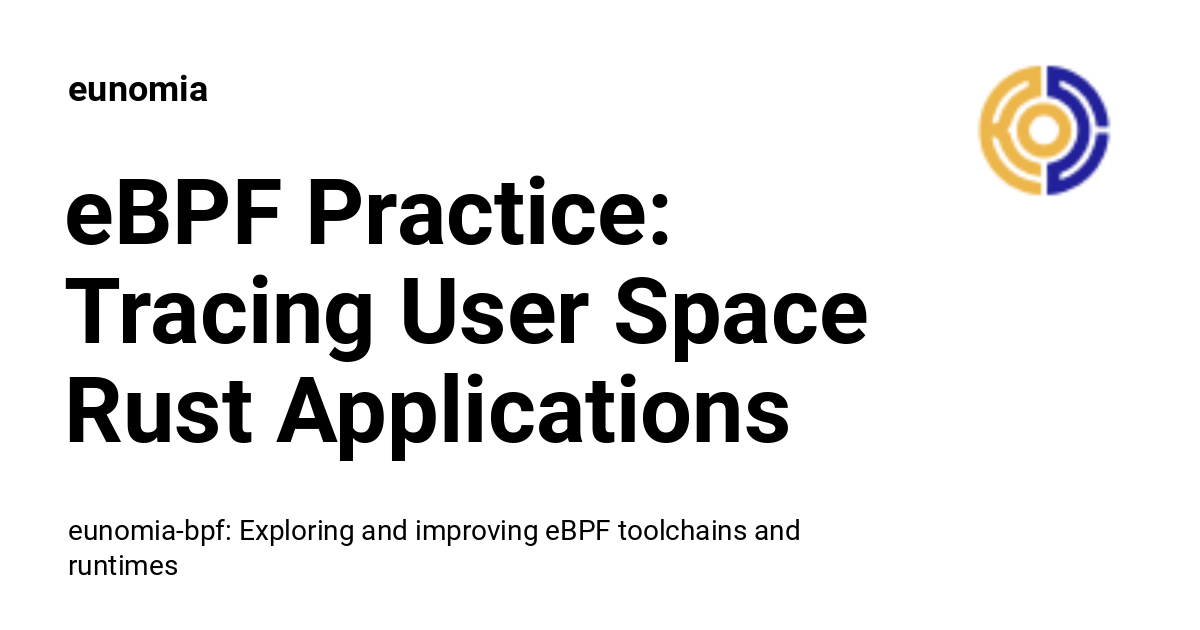 eunomia
eBPF Practice:
Tracing User Space
Rust Applications
eunomia-bpf: Exploring and improving eBPF toolchains and
runtimes